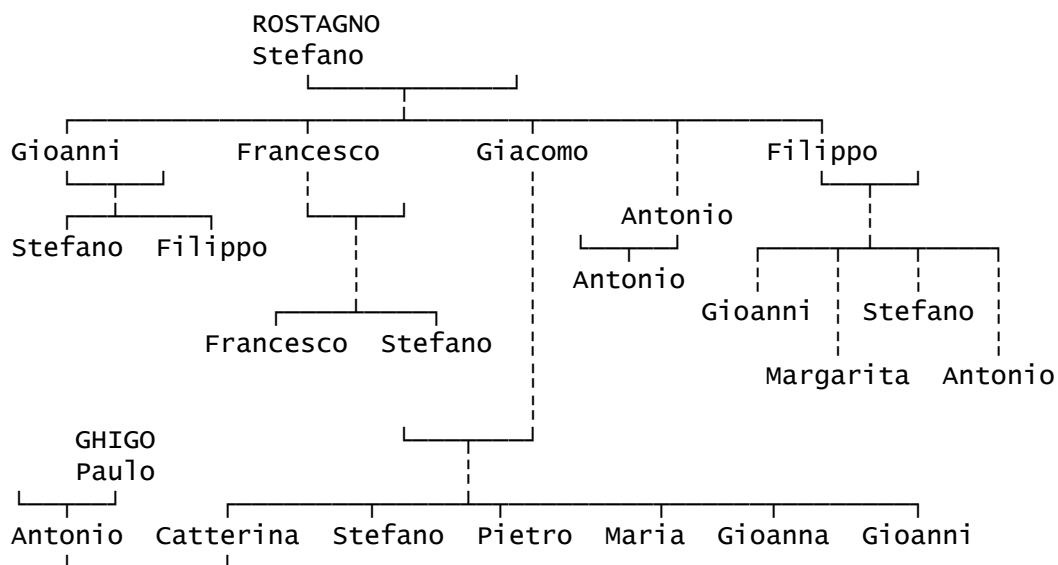 ROSTAGNO
Stefano
Gioanni Francesco Giacomo Filippo
Antonio
Stefano Filippo
Antonio
Gioanni Stefano
Francesco Stefano
Margarita Antonio
GHIGO
Paulo
Antonio Catterina Stefano Pietro Maria Gioanna Gioanni